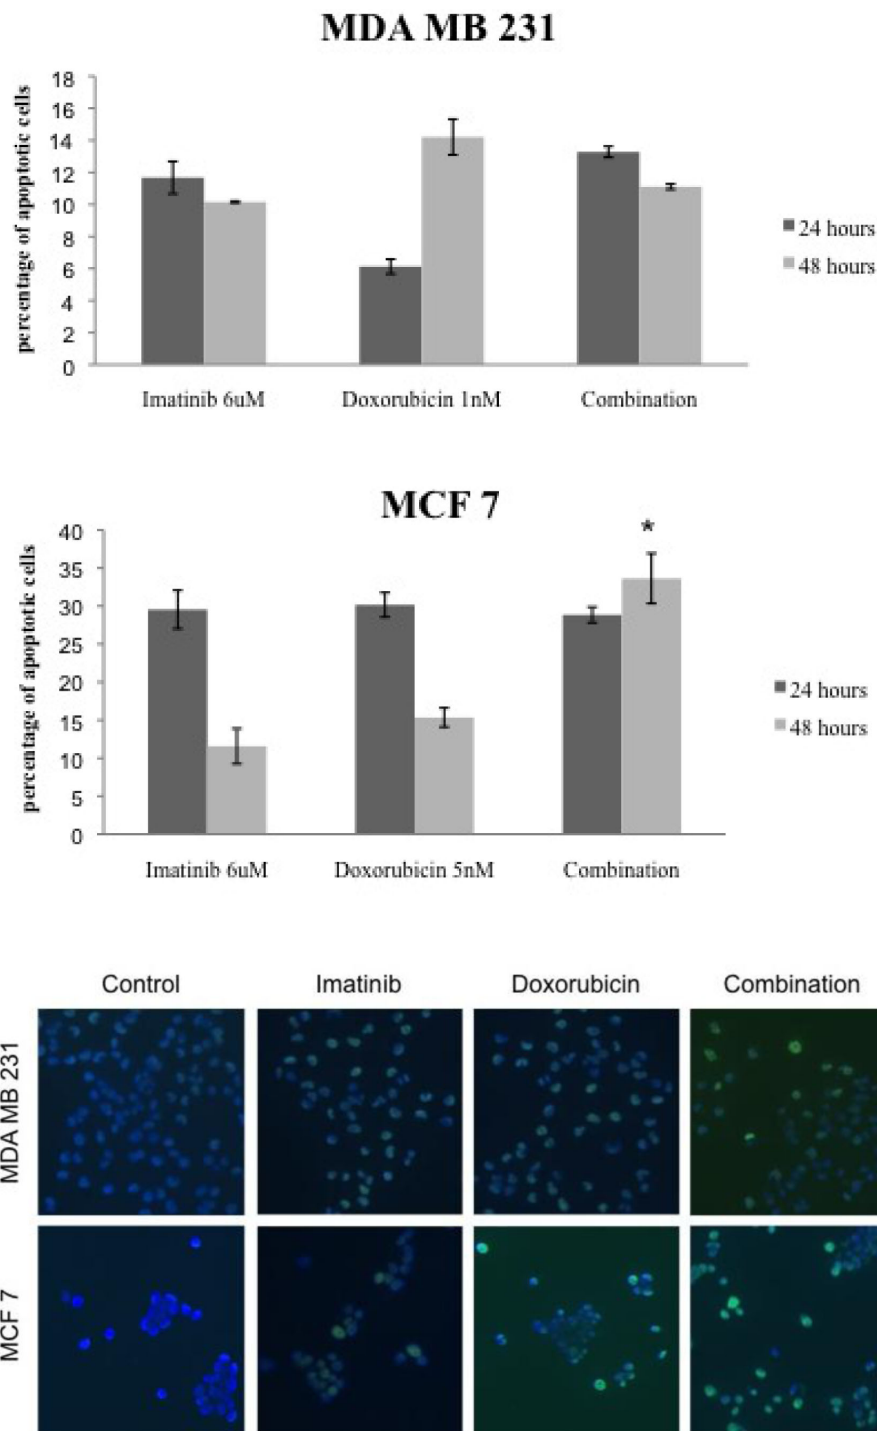 MDA MB 231
percentage of apoptotic cells
18
16
14
12
10
8
6
4
2
0
Imatinib 6uM Doxorubicin 1nM Combination
24 hours
48 hours
MCF 7
*
percentage of apoptotic cells
40
35
30
25
20
15
10
5
0
Imatinib 6uM Doxorubicin 5nM Combination
24 hours
48 hours
Control Imatinib Doxorubicin Combination
MDA MB 231
MCF 7